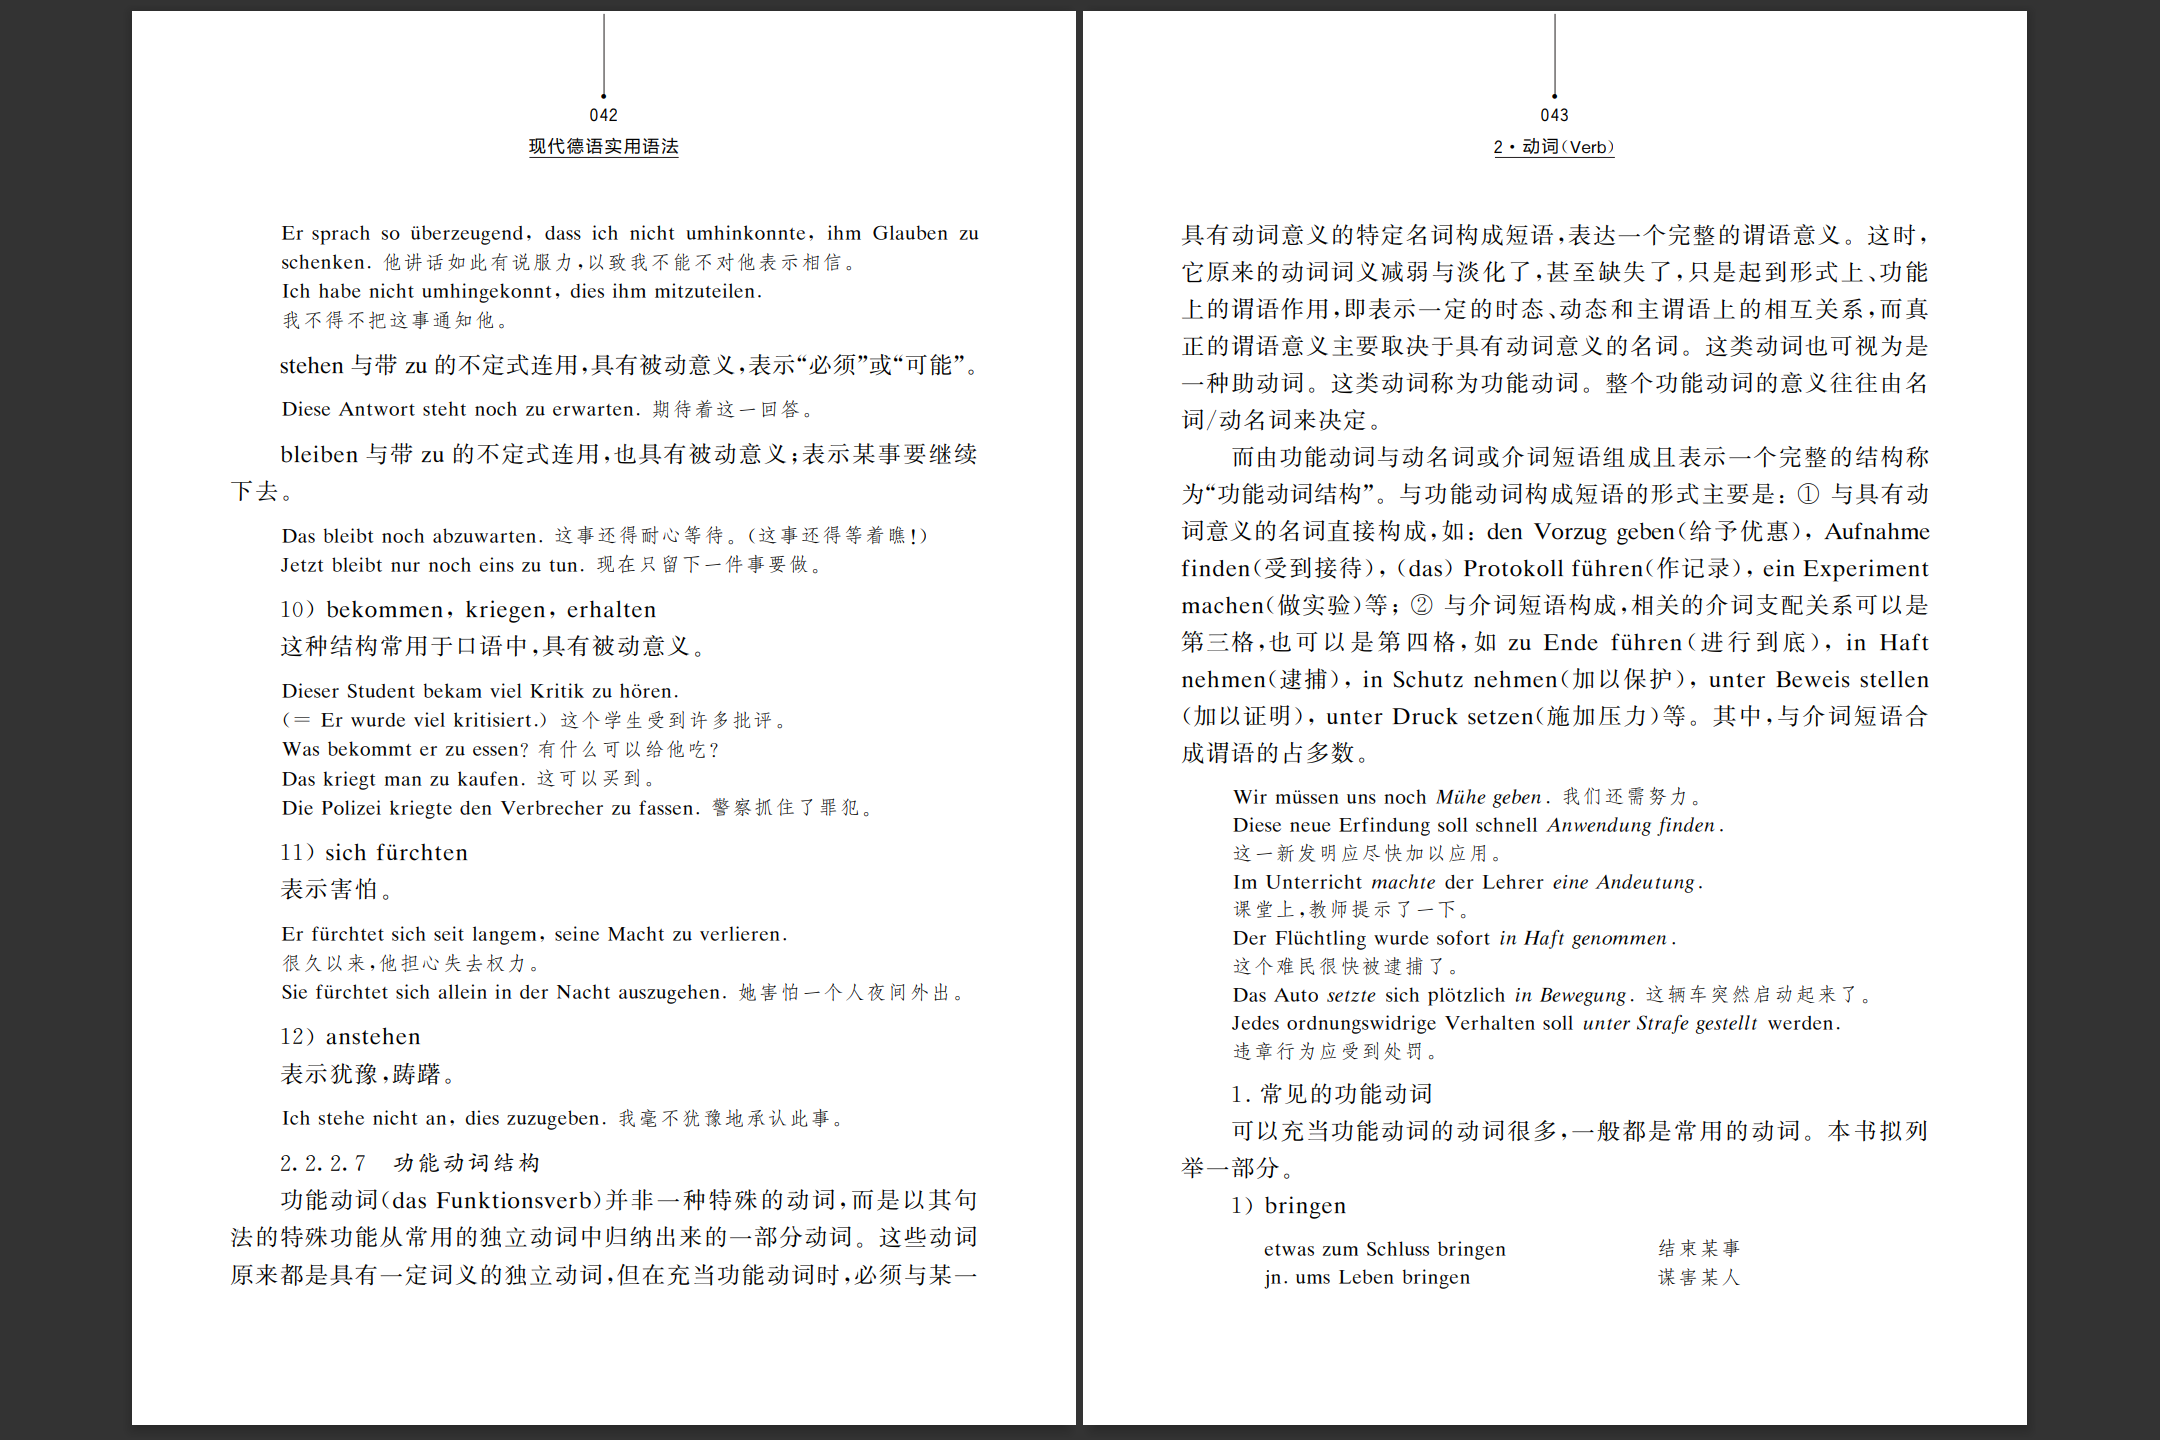 042
现代德语实用语法
Er sprach so überzeugend, dass ich nicht umhinkonnte, ihm Glauben zu
schenken. 他讲话如此有说服力,以致我不能不对他表示相信。
Ich habe nicht umhingekonnt, dies ihm mitzuteilen.
我不得不把这事通知他。
stehen 与带 zu 的不定式连用,具有被动意义,表示“必须”或“可能”。
Diese Antwort steht noch zu erwarten. 期待着这一回答。
bleiben 与带 zu 的不定式连用,也具有被动意义;表示某事要继续
下去。
Das bleibt noch abzuwarten. 这事还得耐心等待。(这事还得等着瞧!)
Jetzt bleibt nur noch eins zu tun. 现在只留下一件事要做。
10) bekommen, kriegen, erhalten
这种结构常用于口语中,具有被动意义。
Dieser Student bekam viel Kritik zu hören.
(= Er wurde viel kritisiert.) 这个学生受到许多批评。
Was bekommt er zu essen? 有什么可以给他吃?
Das kriegt man zu kaufen. 这可以买到。
Die Polizei kriegte den Verbrecher zu fassen. 警察抓住了罪犯。
11) sich fürchten
表示害怕。
Er fürchtet sich seit langem, seine Macht zu verlieren.
很久以来,他担心失去权力。
Sie fürchtet sich allein in der Nacht auszugehen. 她害怕一个人夜间外出。
12) anstehen
表示犹豫,踌躇。
Ich stehe nicht an, dies zuzugeben. 我毫不犹豫地承认此事。
2.2.2.7 功能动词结构
功能动词(das Funktionsverb)并非一种特殊的动词,而是以其句
法的特殊功能从常用的独立动词中归纳出来的一部分动词。这些动词
原来都是具有一定词义的独立动词,但在充当功能动词时,必须与某一
043
2·动词(Verb)
具有动词意义的特定名词构成短语,表达一个完整的谓语意义。这时,
它原来的动词词义减弱与淡化了,甚至缺失了,只是起到形式上、功能
上的谓语作用,即表示一定的时态、动态和主谓语上的相互关系,而真
正的谓语意义主要取决于具有动词意义的名词。这类动词也可视为是
一种助动词。这类动词称为功能动词。整个功能动词的意义往往由名
词/动名词来决定。
而由功能动词与动名词或介词短语组成且表示一个完整的结构称
为“功能动词结构”。与功能动词构成短语的形式主要是:① 与具有动
词意义的名词直接构成,如:den Vorzug geben(给予优惠), Aufnahme
finden(受到接待), (das) Protokoll führen(作记录), ein Experiment
machen(做实验)等;② 与介词短语构成,相关的介词支配关系可以是
第三格,也可以是第四格,如 zu Ende führen(进行到底), in Haft
nehmen(逮捕), in Schutz nehmen(加以保护), unter Beweis stellen
(加以证明), unter Druck setzen(施加压力)等。其中,与介词短语合
成谓语的占多数。
Wir müssen uns noch Mühe geben. 我们还需努力。
Diese neue Erfindung soll schnell Anwendung finden.
这一新发明应尽快加以应用。
Im Unterricht machte der Lehrer eine Andeutung.
课堂上,教师提示了一下。
Der Flüchtling wurde sofort in Haft genommen.
这个难民很快被逮捕了。
Das Auto setzte sich plötzlich in Bewegung. 这辆车突然启动起来了。
Jedes ordnungswidrige Verhalten soll unter Strafe gestellt werden.
违章行为应受到处罚。
1. 常见的功能动词
可以充当功能动词的动词很多,一般都是常用的动词。本书拟列
举一部分。
1) bringen
etwas zum Schluss bringen 结束某事
jn. ums Leben bringen 谋害某人